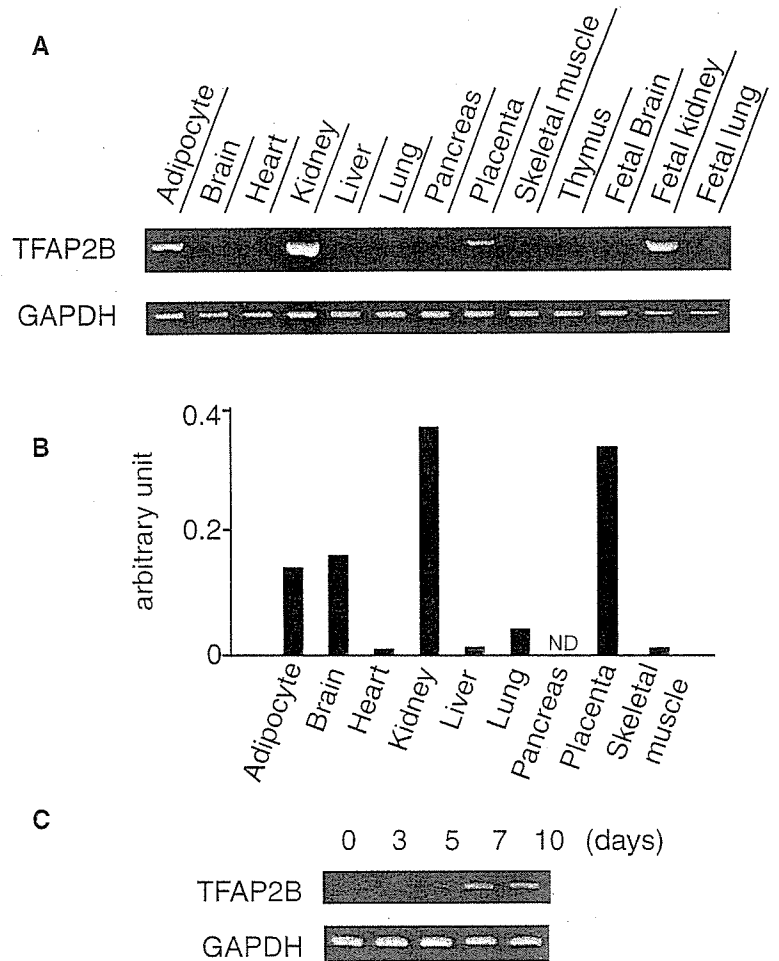 A
Adipocyte
Brain
Heart
Kidney
Liver
Lung
Pancreas
Placenta
Skeletal muscle
Thymus
Fetal Brain
Fetal kidney
Fetal lung
TFAP2B
GAPDH
B
arbitrary unit
0.4
0.2
0
ND
Adipocyte
Brain
Heart
Kidney
Liver
Lung
Pancreas
Placenta
Skeletal
muscle
C
0 3 5 7 10 (days)
TFAP2B
GAPDH